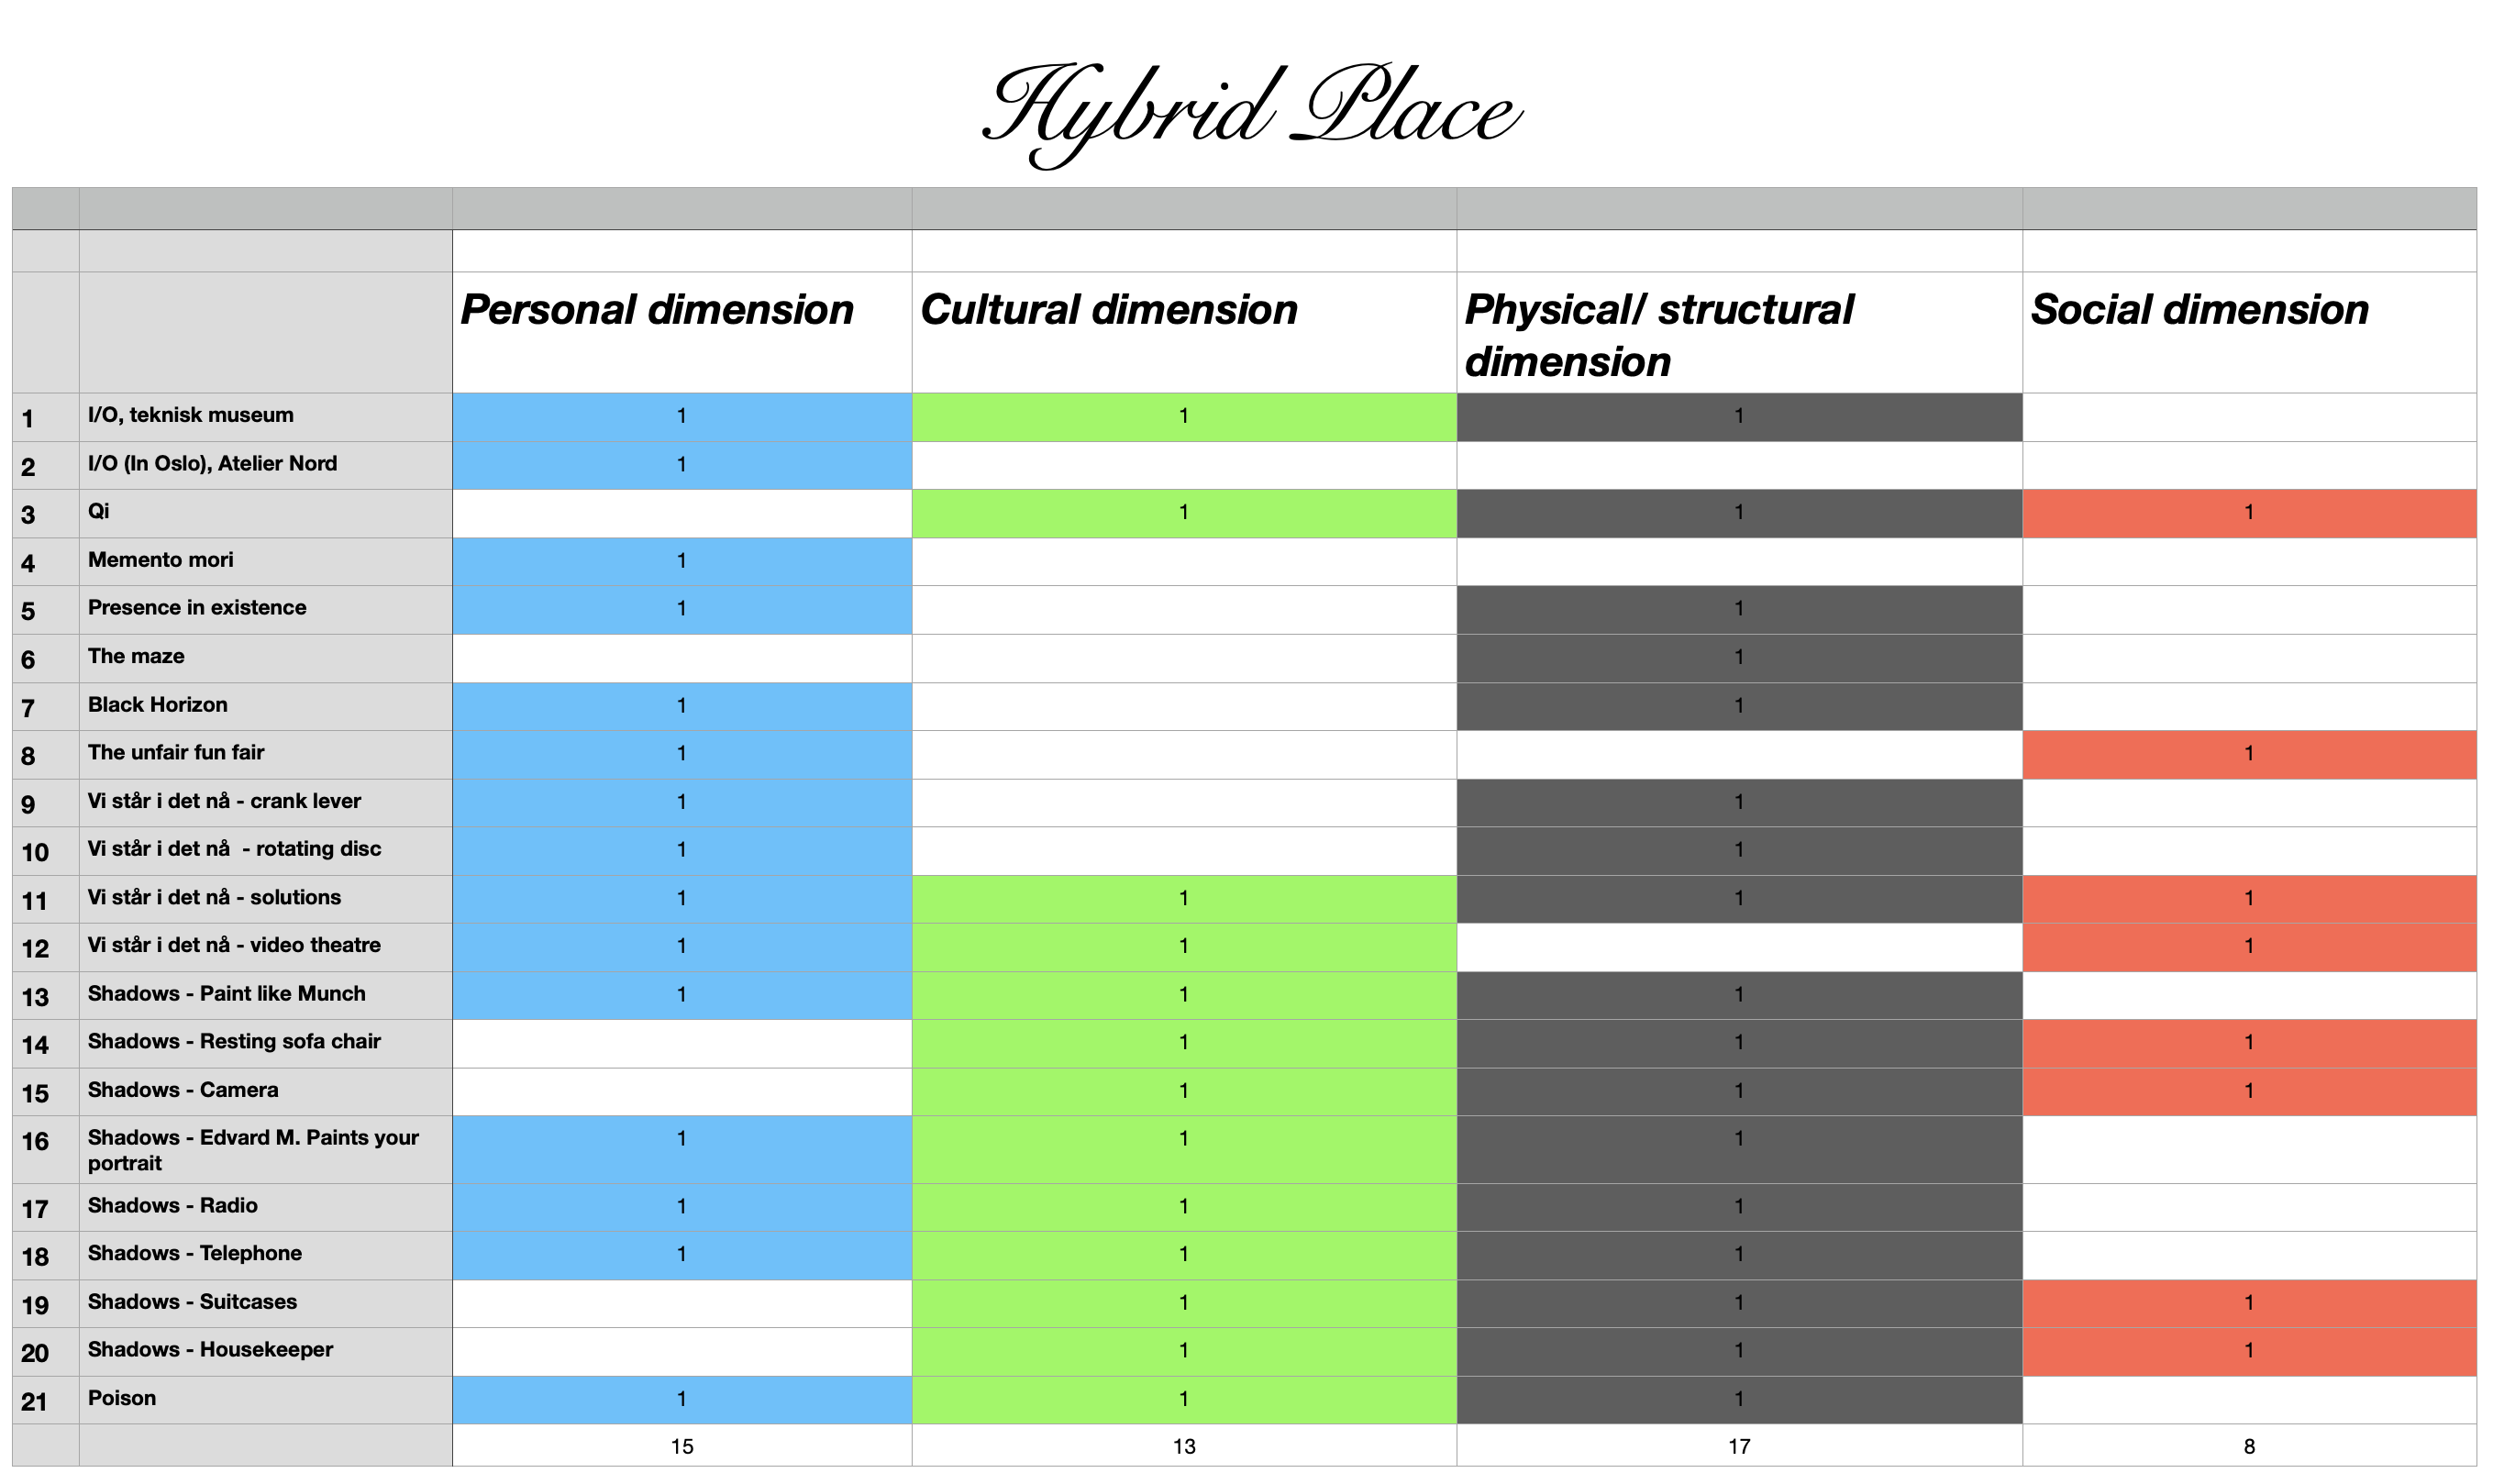 Hybrid Place
Personal dimension Cultural dimension Physical/ structural dimension Social dimension
1 I/O, teknisk museum 1 1 1
2 I/O (In Oslo), Atelier Nord 1
3 Qi 1 1 1
4 Memento mori 1
5 Presence in existence 1 1
6 The maze 1
7 Black Horizon 1 1
8 The unfair fun fair 1 1
9 Vi står i det nå - crank lever 1 1
10 Vi står i det nå  - rotating disc 1 1
11 Vi står i det nå - solutions 1 1 1 1
12 Vi står i det nå - video theatre 1 1 1
13 Shadows - Paint like Munch 1 1 1
14 Shadows - Resting sofa chair 1 1 1
15 Shadows - Camera 1 1 1
16 Shadows - Edvard M. Paints your portrait 1 1 1
17 Shadows - Radio 1 1 1
18 Shadows - Telephone 1 1 1
19 Shadows - Suitcases 1 1 1
20 Shadows - Housekeeper 1 1 1
21 Poison 1 1 1
15 13 17 8